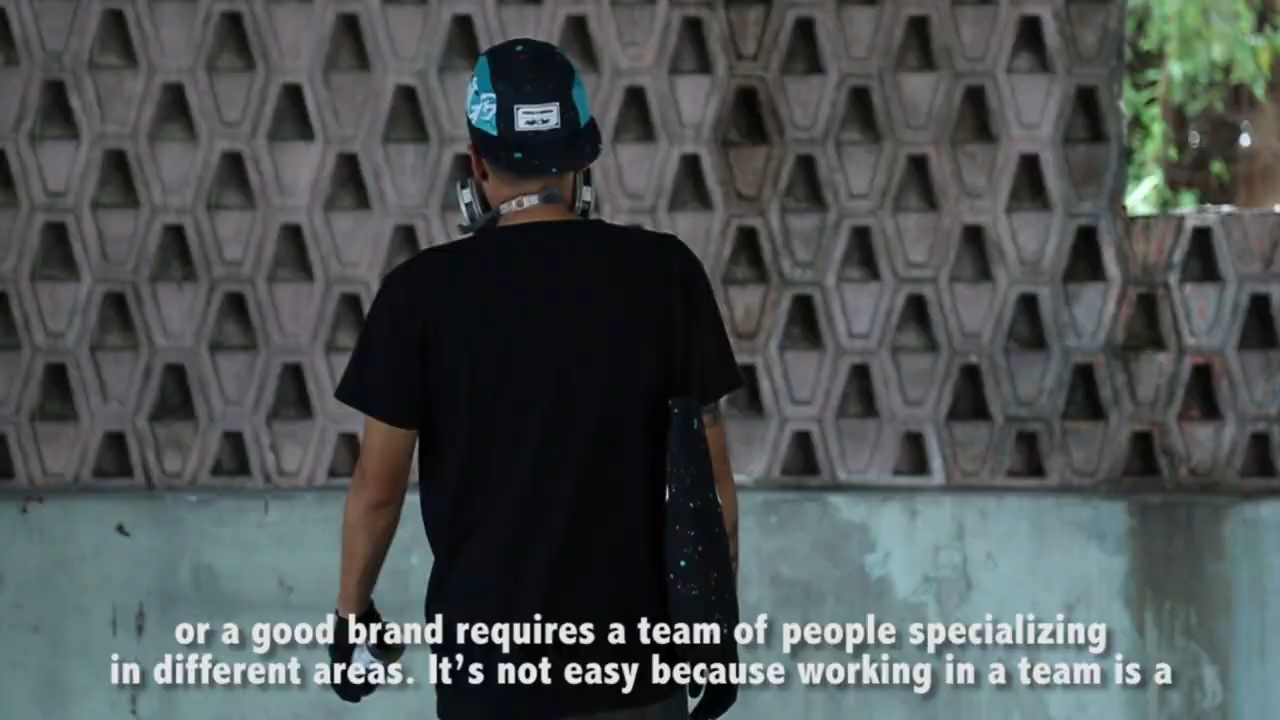 or a good brand requires a team of people specializing
in different areas. It's not easy because working in a team is a